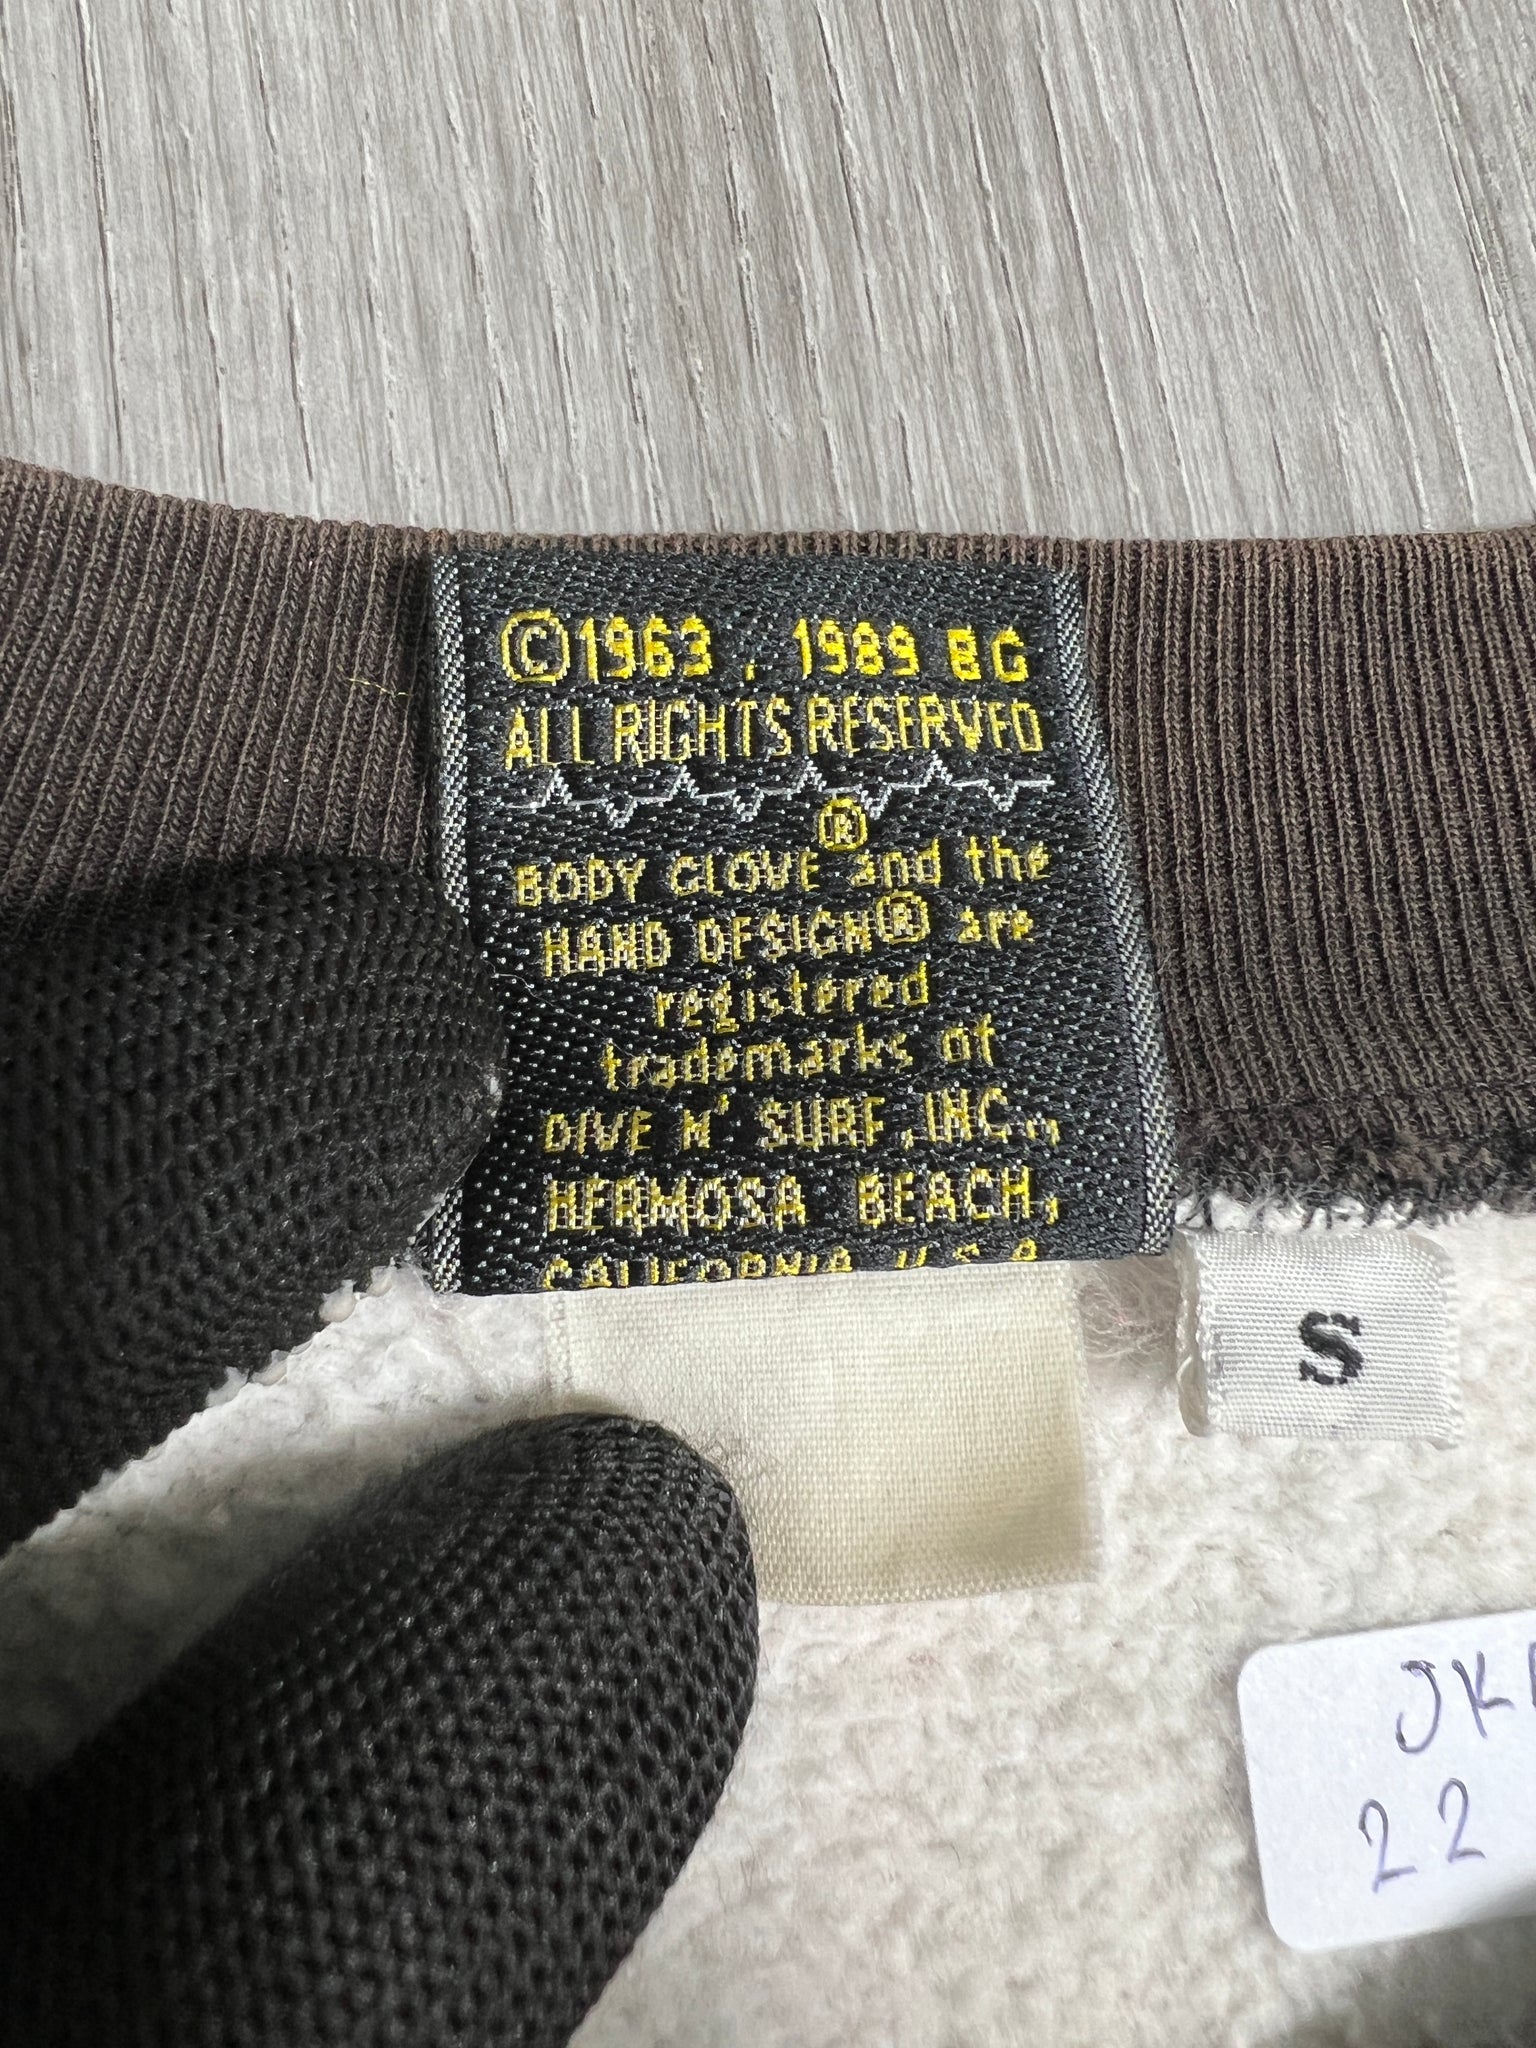 ©1963, 1989 BG
ALL RIGHTS RESERVED
BODY GLOVE® and the
HAND DESIGN® are
registered
trademarks of
DIVE N' SURF, INC.,
HERMOSA BEACH,
CALIFORNIA U.S.A
S
22